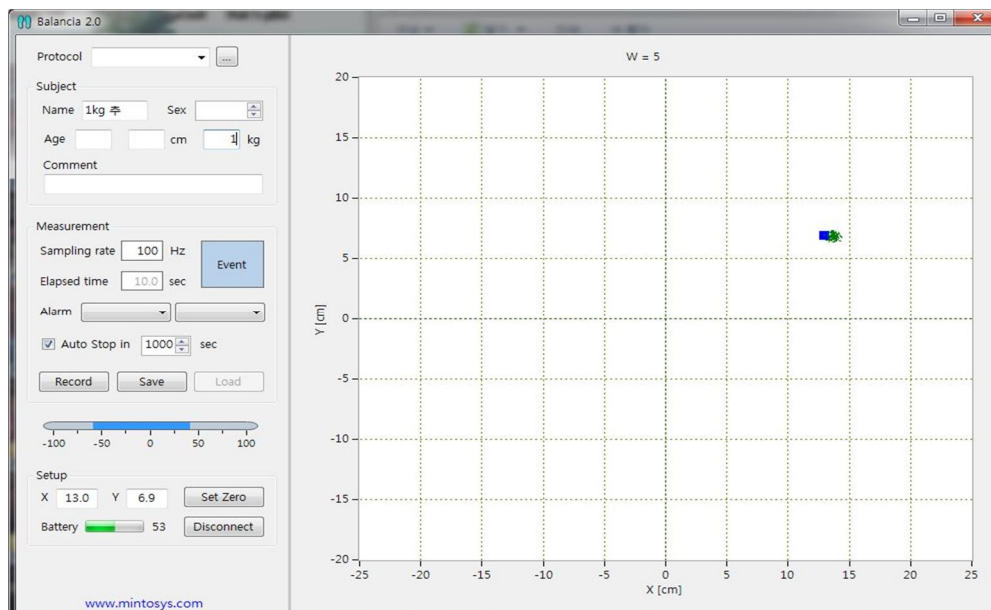 Balancia 2.0
Protocol ...
Subject
Name 1kg 추 Sex
Age cm 1 kg
Comment
Measurement
Sampling rate 100 Hz
Elapsed time 10.0 sec
Event
Alarm
Auto Stop in 1000 sec
Record Save Load
-100 -50 0 50 100
Setup
X 13.0 Y 6.9 Set Zero
Battery 53 Disconnect
www.mintosys.com
W = 5
20
15
10
5
0
-5
-10
-15
-20
Y [cm]
-25 -20 -15 -10 -5 0 5 10 15 20 25
X [cm]